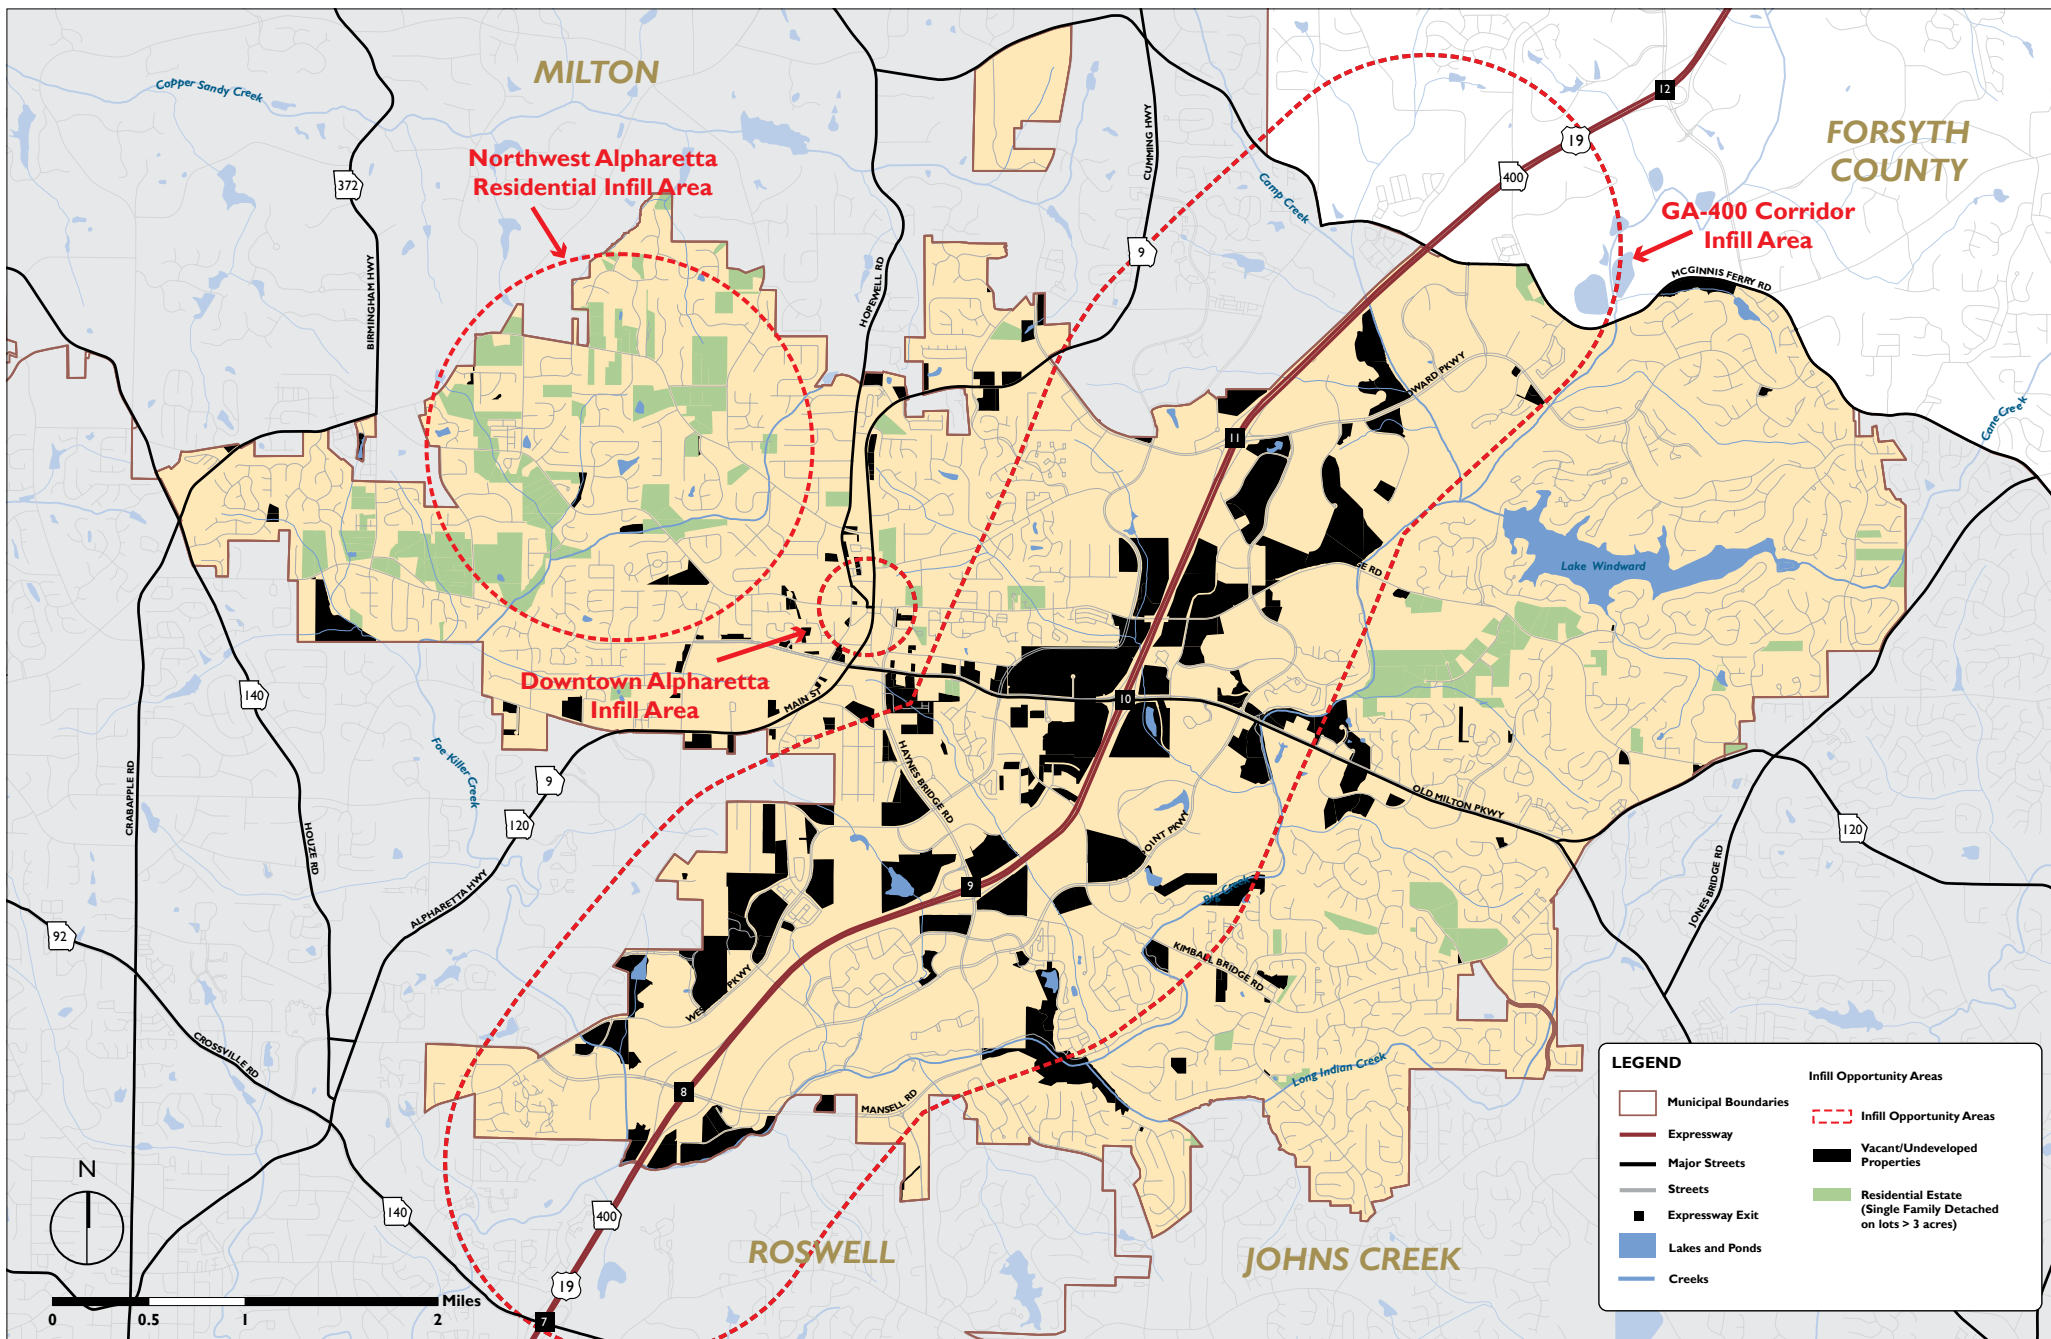 MILTON
Copper Sandy Creek
12
19
FORSYTH
COUNTY
CUMMING HWY
Northwest Alpharetta
Residential Infill Area
372
400
Camp Creek
GA-400 Corridor
Infill Area
9
MCGINNIS FERRY RD
BIRMINGHAM HWY
HOPEWELL RD
WARD PKWY
Cane Creek
11
GE RD
Lake Windward
Downtown Alpharetta
Infill Area
MAIN ST
10
140
Foe Killer Creek
9
120
CRABAPPLE RD
HOUZE RD
HAYNES BRIDGE RD
OLD MILTON PKWY
POINT PKWY
120
JONES BRIDGE RD
9
ALPHARETTA HWY
Big Creek
92
KIMBALL BRIDGE RD
WES
PKWY
CROSSVILLE RD
8
MANSELL RD
Long Indian Creek
N
140
400
ROSWELL
JOHNS CREEK
19
7
Miles
0
0.5
1
2
LEGEND
Municipal Boundaries
Expressway
Major Streets
Streets
Expressway Exit
Lakes and Ponds
Creeks
Infill Opportunity Areas
Infill Opportunity Areas
Vacant/Undeveloped
Properties
Residential Estate
(Single Family Detached
on lots > 3 acres)